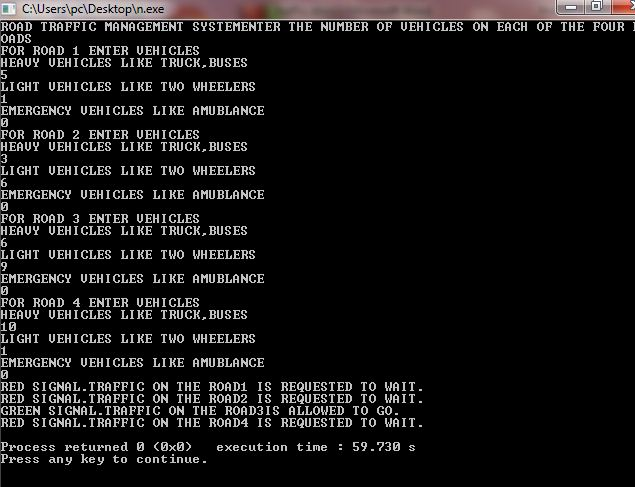 C:\Users\pc\Desktop\n.exe
ROAD TRAFFIC MANAGEMENT SYSTEMENTER THE NUMBER OF VEHICLES ON EACH OF THE FOUR R
OADS
FOR ROAD 1 ENTER VEHICLES
HEAVY VEHICLES LIKE TRUCK,BUSES
5
LIGHT VEHICLES LIKE TWO WHEELERS
1
EMERGENCY VEHICLES LIKE AMUBLANCE
0
FOR ROAD 2 ENTER VEHICLES
HEAVY VEHICLES LIKE TRUCK,BUSES
3
LIGHT VEHICLES LIKE TWO WHEELERS
6
EMERGENCY VEHICLES LIKE AMUBLANCE
0
FOR ROAD 3 ENTER VEHICLES
HEAVY VEHICLES LIKE TRUCK,BUSES
6
LIGHT VEHICLES LIKE TWO WHEELERS
9
EMERGENCY VEHICLES LIKE AMUBLANCE
0
FOR ROAD 4 ENTER VEHICLES
HEAVY VEHICLES LIKE TRUCK,BUSES
10
LIGHT VEHICLES LIKE TWO WHEELERS
1
EMERGENCY VEHICLES LIKE AMUBLANCE
0
RED SIGNAL.TRAFFIC ON THE ROAD1 IS REQUESTED TO WAIT.
RED SIGNAL.TRAFFIC ON THE ROAD2 IS REQUESTED TO WAIT.
GREEN SIGNAL.TRAFFIC ON THE ROAD3IS ALLOWED TO GO.
RED SIGNAL.TRAFFIC ON THE ROAD4 IS REQUESTED TO WAIT.
Process returned 0 (0x0)   execution time : 59.730 s
Press any key to continue.